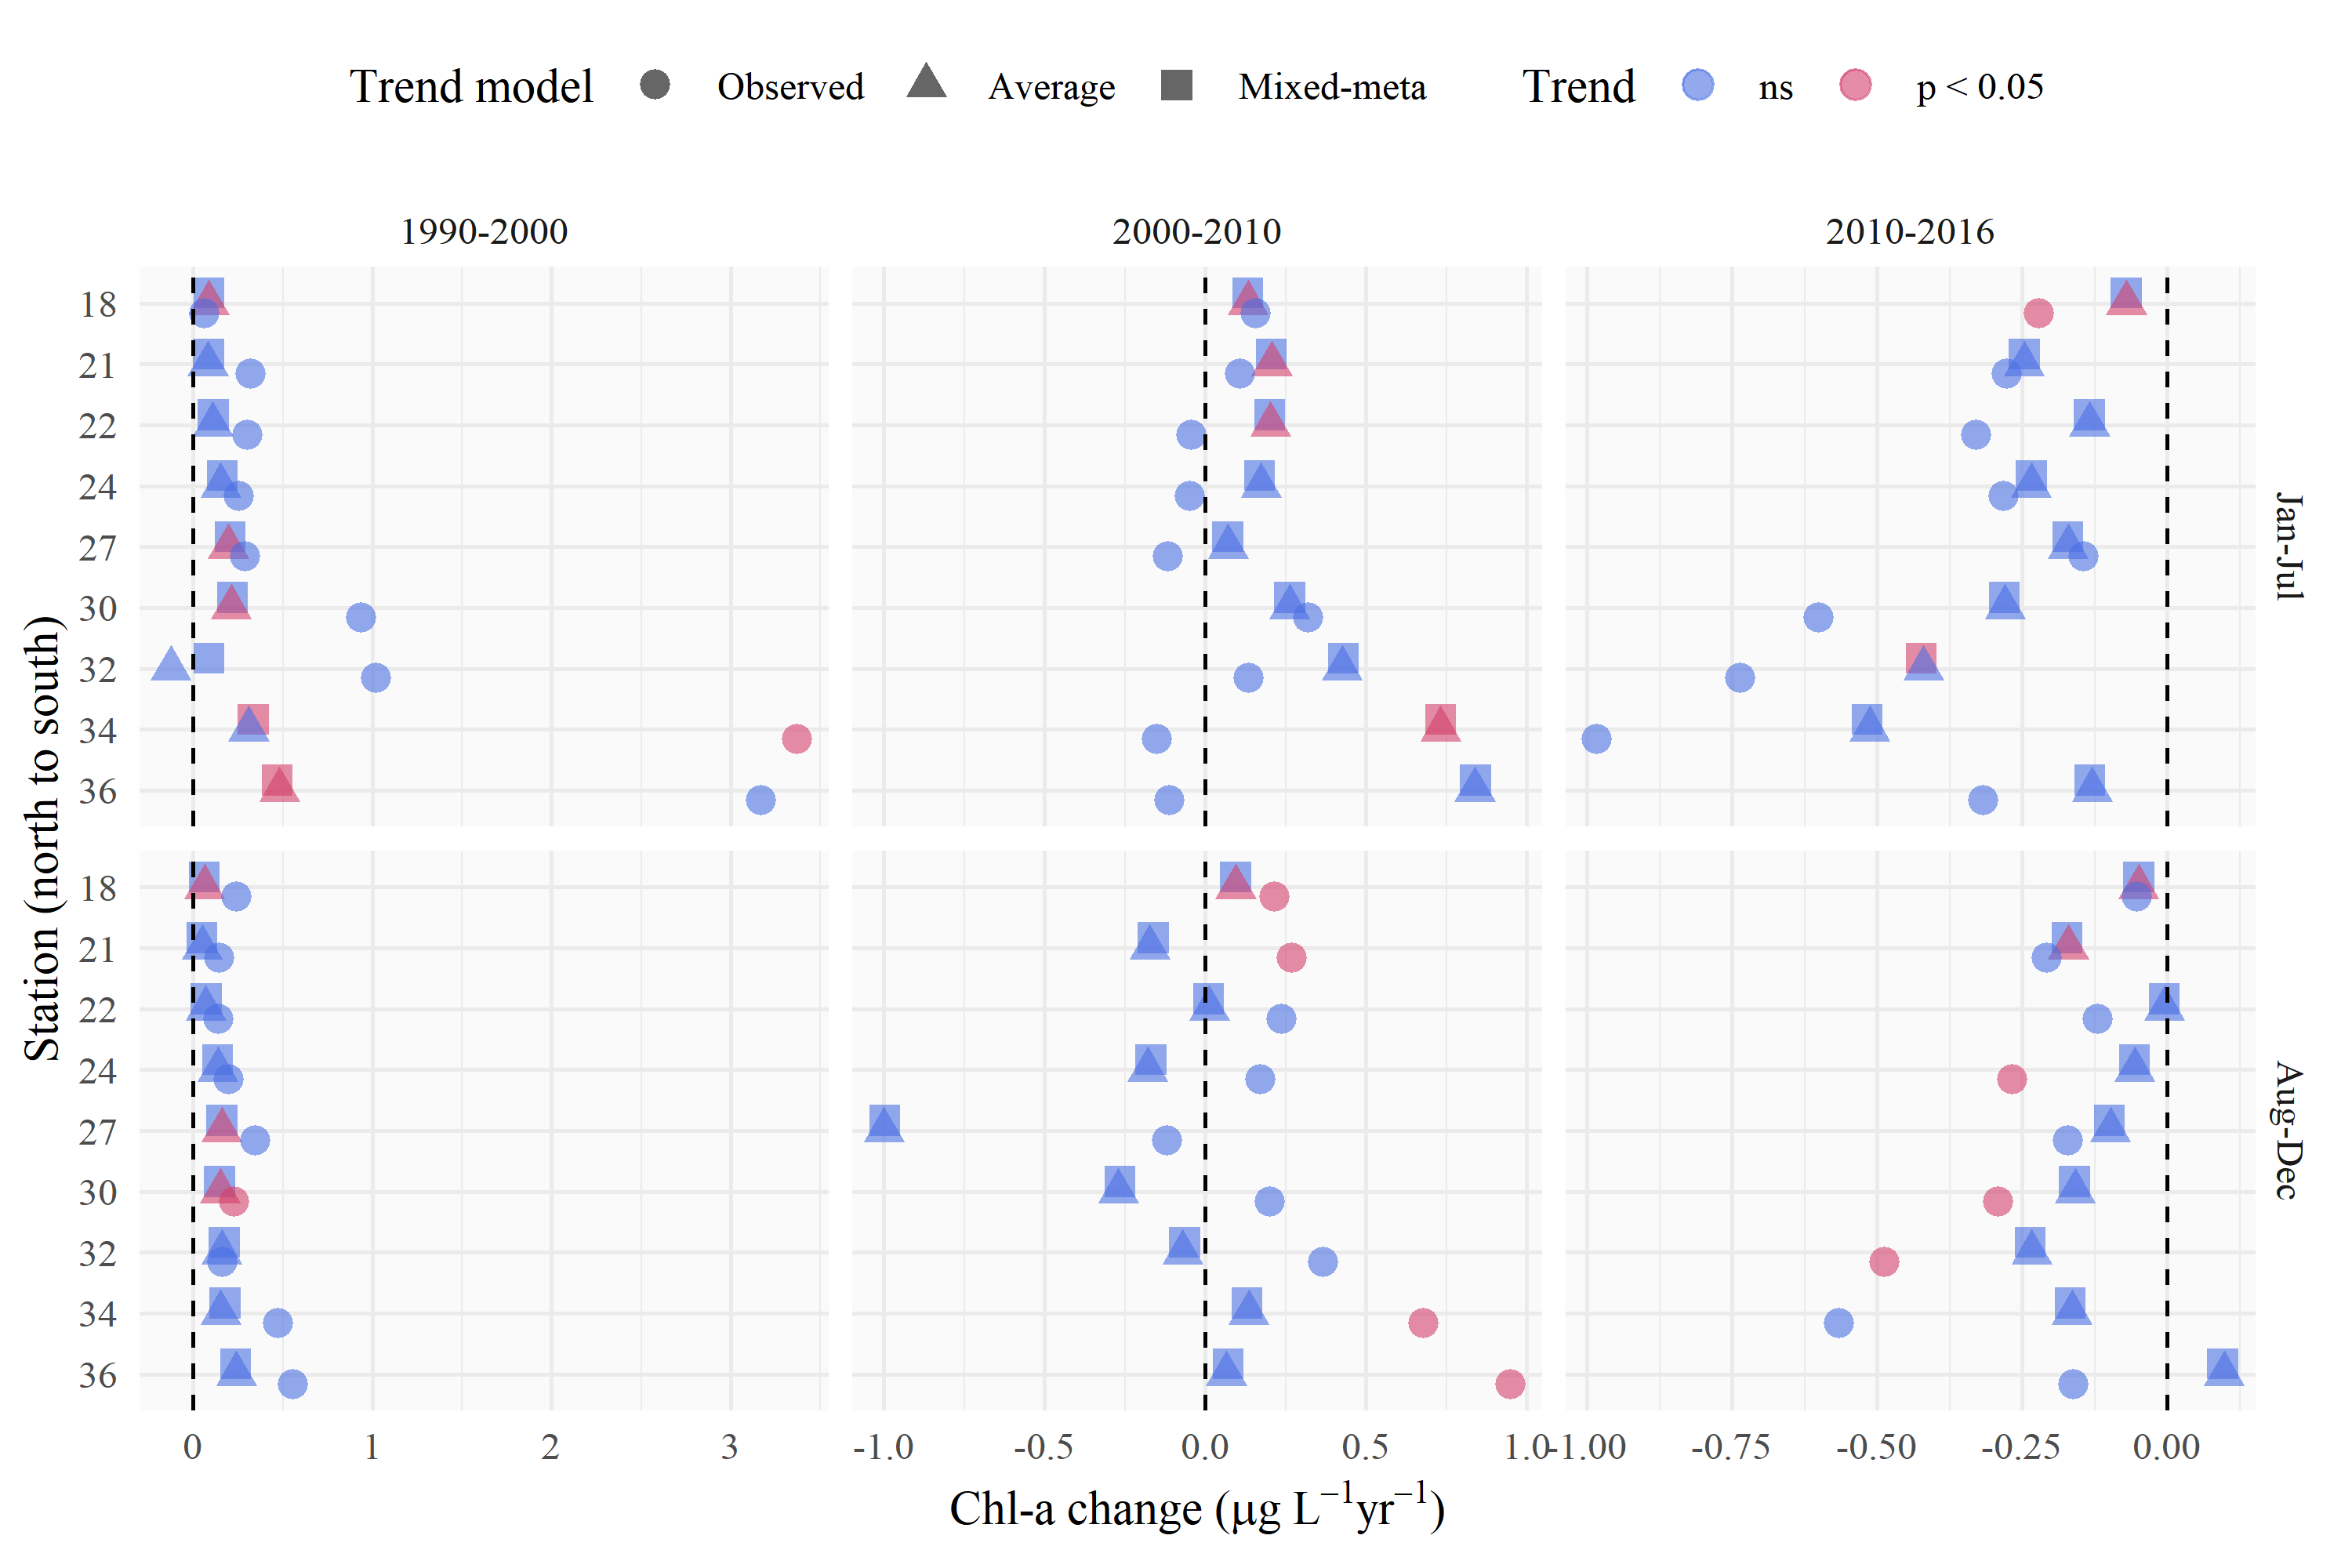 Trend model Observed Average Mixed-meta Trend ns p < 0.05
1990-2000 2000-2010 2010-2016
18
21
22
24
27
30
32
34
36
Jan-Jul
18
21
22
24
27
30
32
34
36
Aug-Dec
Station (north to south)
0 1 2 3 -1.0 -0.5 0.0 0.5 1.0 -1.00 -0.75 -0.50 -0.25 0.00
Chl-a change (μg L⁻¹yr⁻¹)